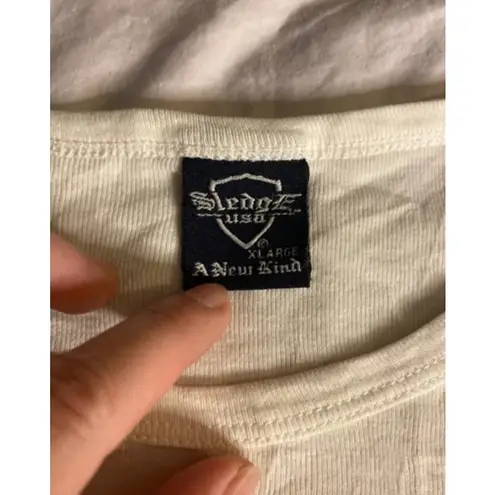 SledgE
usa
©
XLARGE
A New Kind